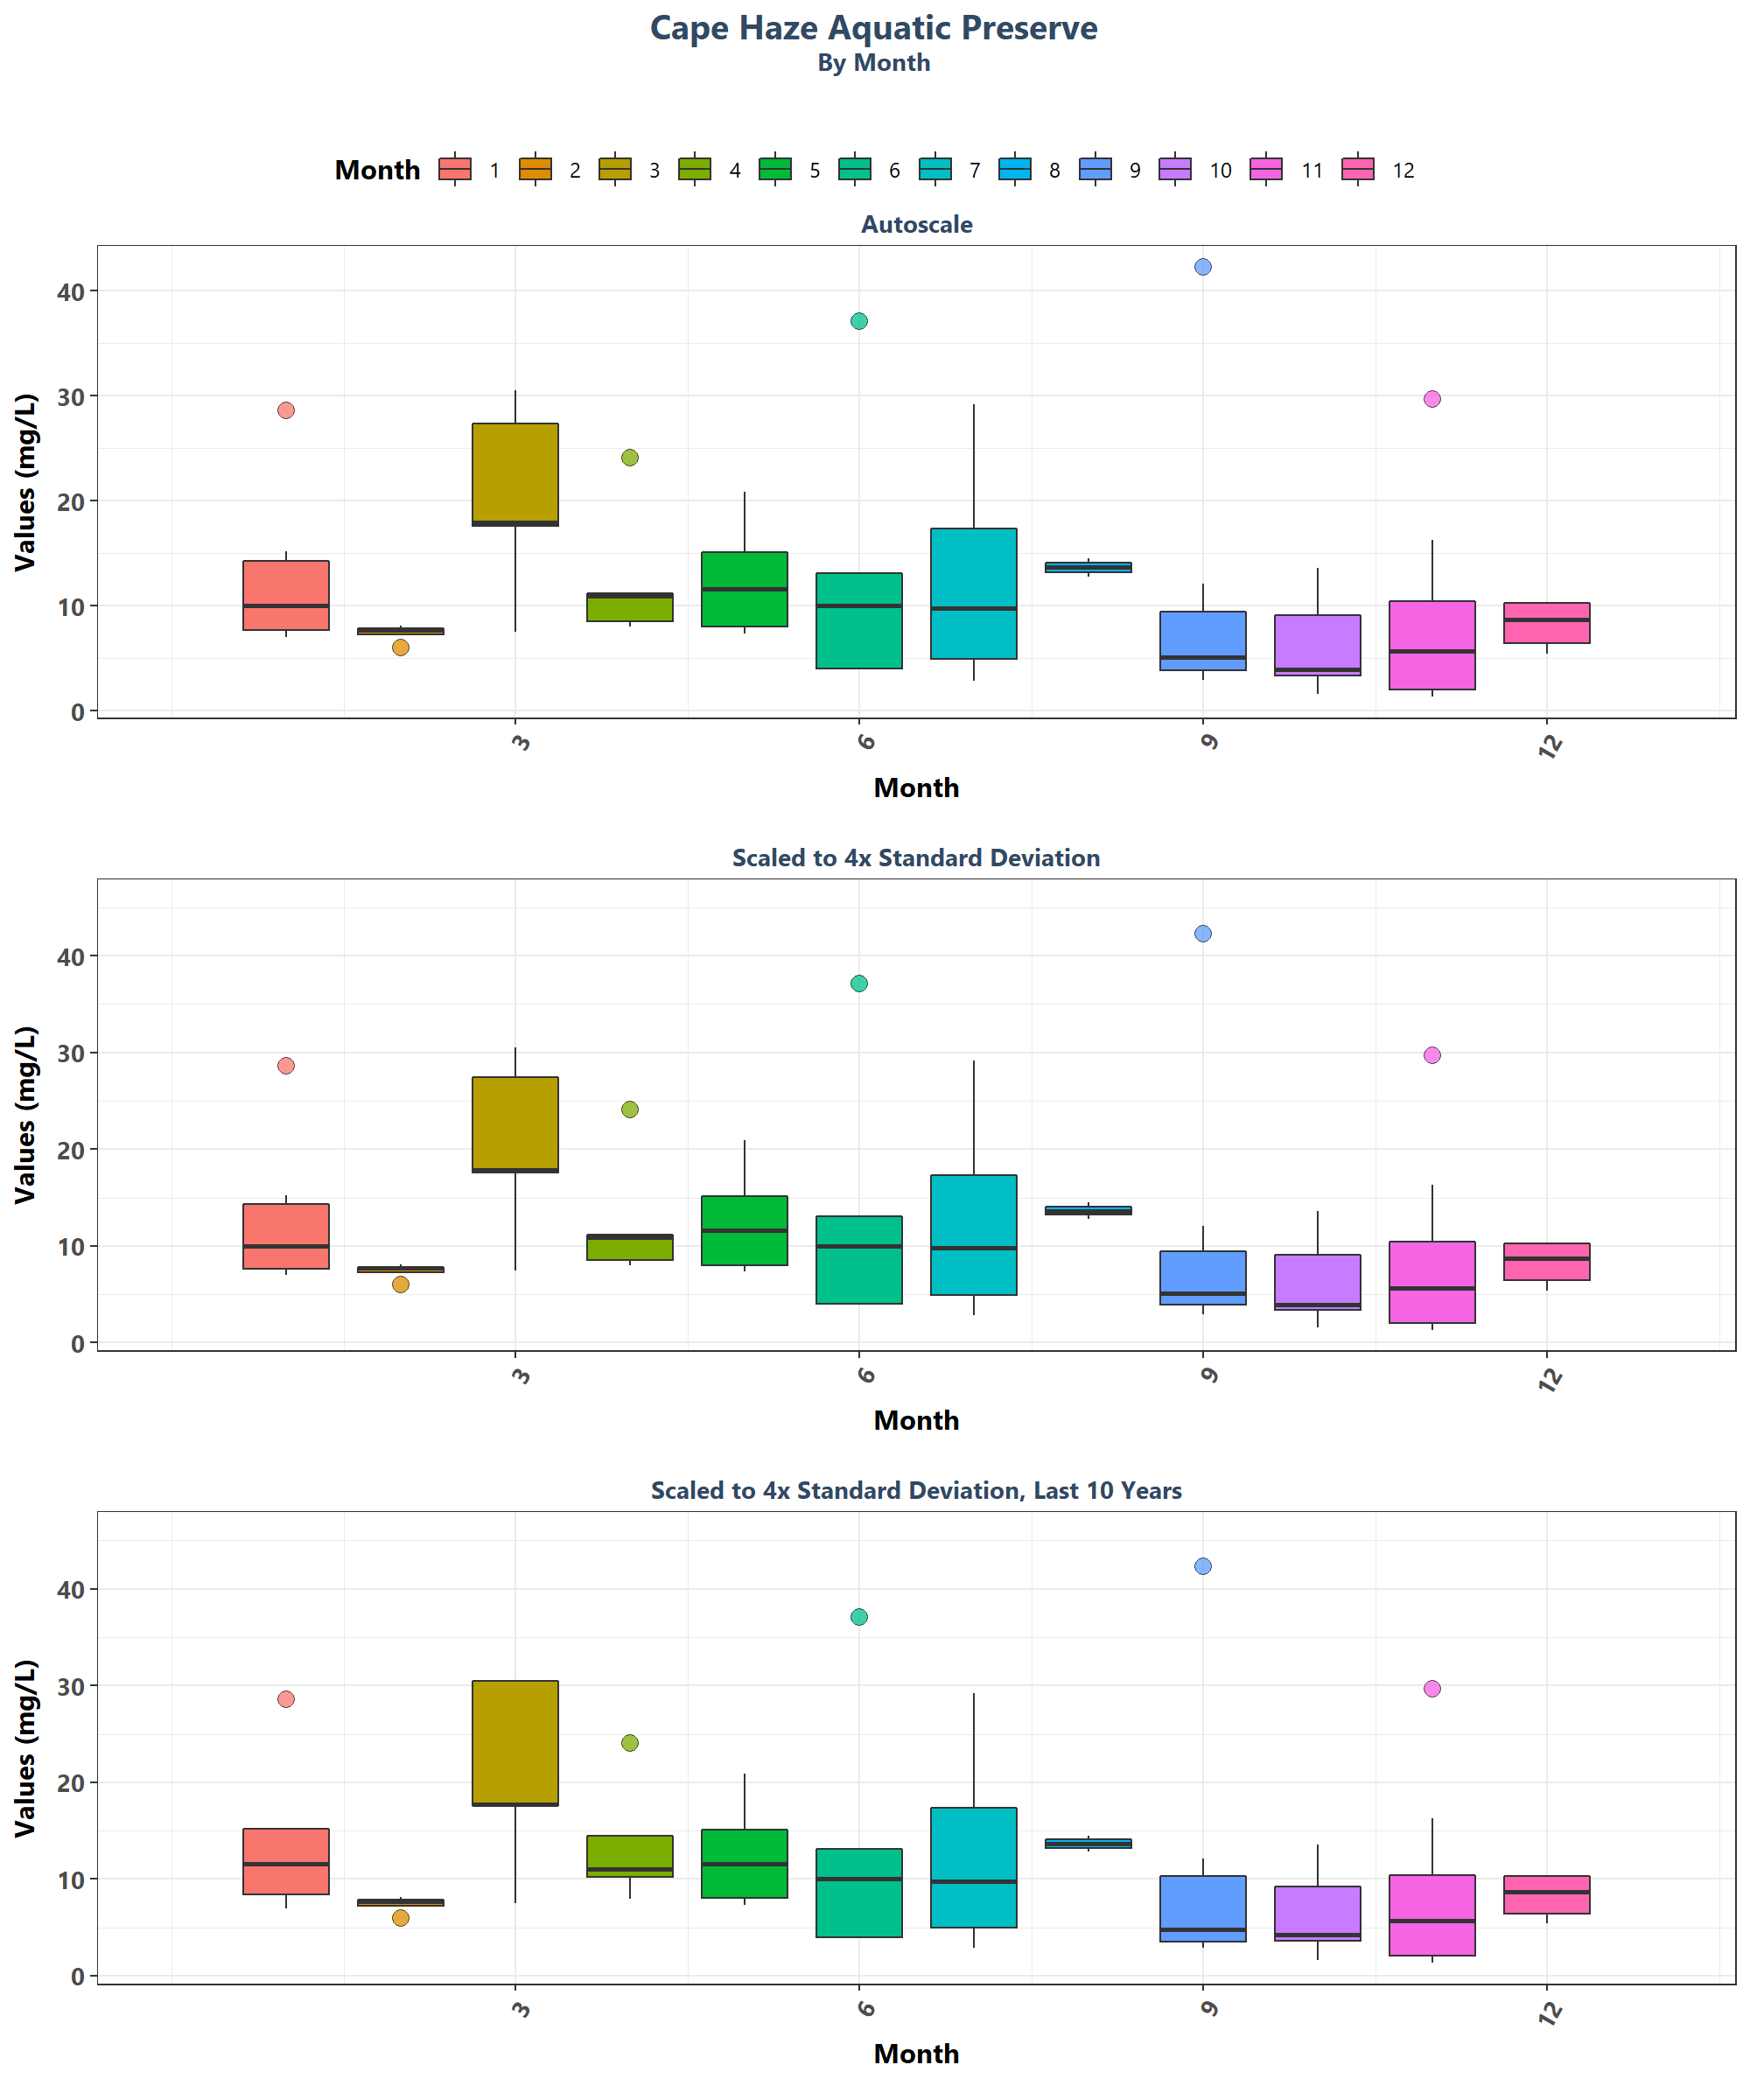 Cape Haze Aquatic Preserve
By Month
Month 1 2 3 4 5 6 7 8 9 10 11 12
Autoscale
Values (mg/L)
40
30
20
10
0
3 6 9 12
Month
Scaled to 4x Standard Deviation
Values (mg/L)
40
30
20
10
0
3 6 9 12
Month
Scaled to 4x Standard Deviation, Last 10 Years
Values (mg/L)
40
30
20
10
0
3 6 9 12
Month